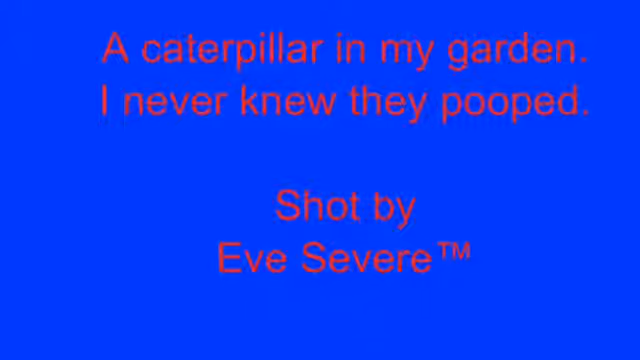 A caterpillar in my garden.
I never knew they pooped.
Shot by
Eve Severe™